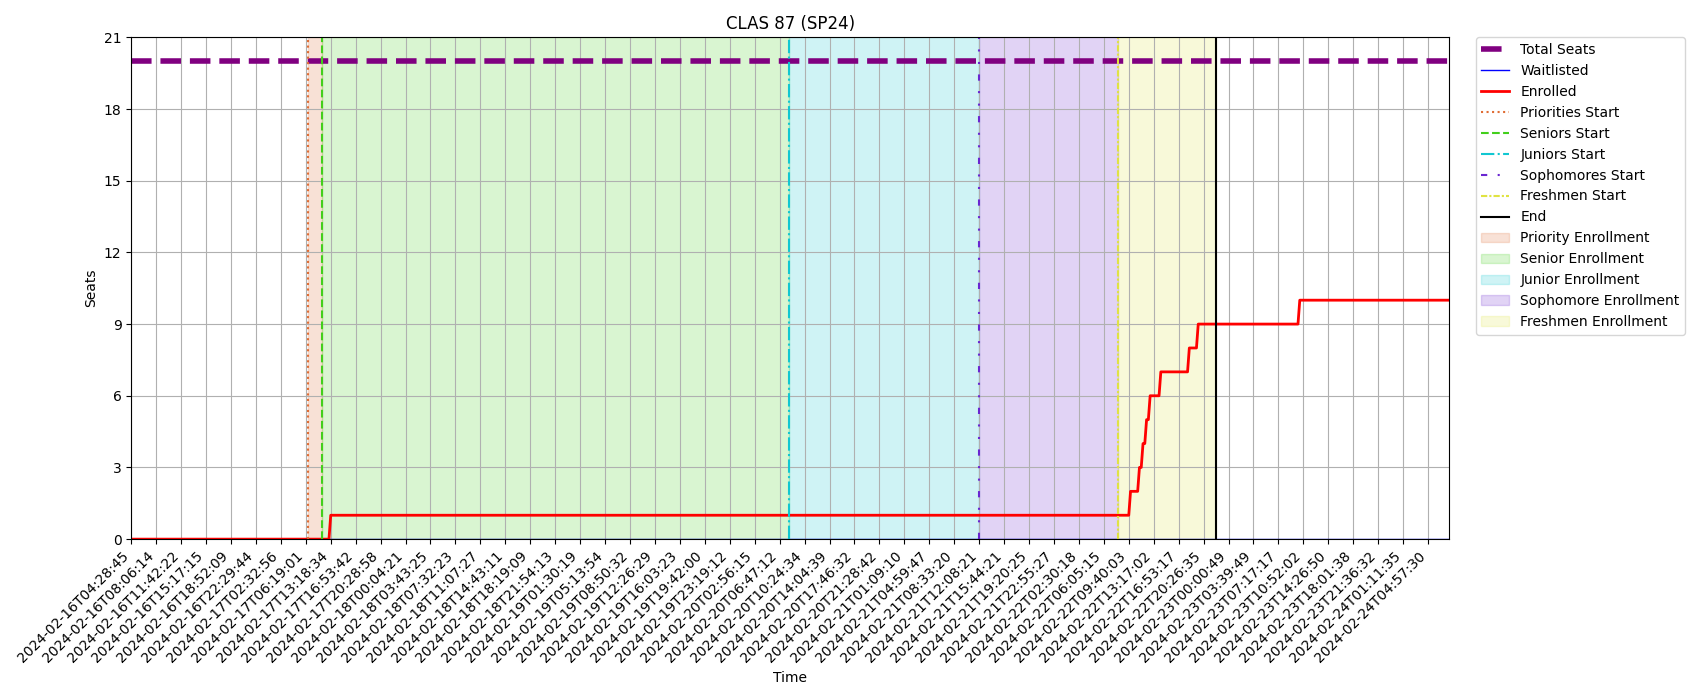 CLAS 87 (SP24)
21
18
15
12
9
6
3
0
Seats
2024-02-16T04:28:45
2024-02-16T08:06:14
2024-02-16T11:42:22
2024-02-16T15:17:15
2024-02-16T18:52:09
2024-02-16T22:29:44
2024-02-17T02:32:56
2024-02-17T06:19:01
2024-02-17T13:18:34
2024-02-17T16:53:42
2024-02-17T20:28:58
2024-02-18T00:04:21
2024-02-18T03:43:25
2024-02-18T07:32:23
2024-02-18T11:07:27
2024-02-18T14:43:11
2024-02-18T18:19:09
2024-02-18T21:54:13
2024-02-19T01:30:19
2024-02-19T05:13:54
2024-02-19T08:50:32
2024-02-19T12:26:29
2024-02-19T16:03:23
2024-02-19T19:42:00
2024-02-19T23:19:12
2024-02-20T02:56:15
2024-02-20T06:47:12
2024-02-20T10:24:34
2024-02-20T14:04:39
2024-02-20T17:46:32
2024-02-20T21:28:42
2024-02-21T01:09:10
2024-02-21T04:59:47
2024-02-21T08:33:20
2024-02-21T12:08:21
2024-02-21T15:44:21
2024-02-21T19:20:25
2024-02-21T22:55:27
2024-02-22T02:30:18
2024-02-22T06:05:15
2024-02-22T09:40:03
2024-02-22T13:17:02
2024-02-22T16:53:17
2024-02-22T20:26:35
2024-02-23T00:00:49
2024-02-23T03:39:49
2024-02-23T07:17:17
2024-02-23T10:52:02
2024-02-23T14:26:50
2024-02-23T18:01:38
2024-02-23T21:36:32
2024-02-24T01:11:35
2024-02-24T04:57:30
Time
Total Seats
Waitlisted
Enrolled
Priorities Start
Seniors Start
Juniors Start
Sophomores Start
Freshmen Start
End
Priority Enrollment
Senior Enrollment
Junior Enrollment
Sophomore Enrollment
Freshmen Enrollment